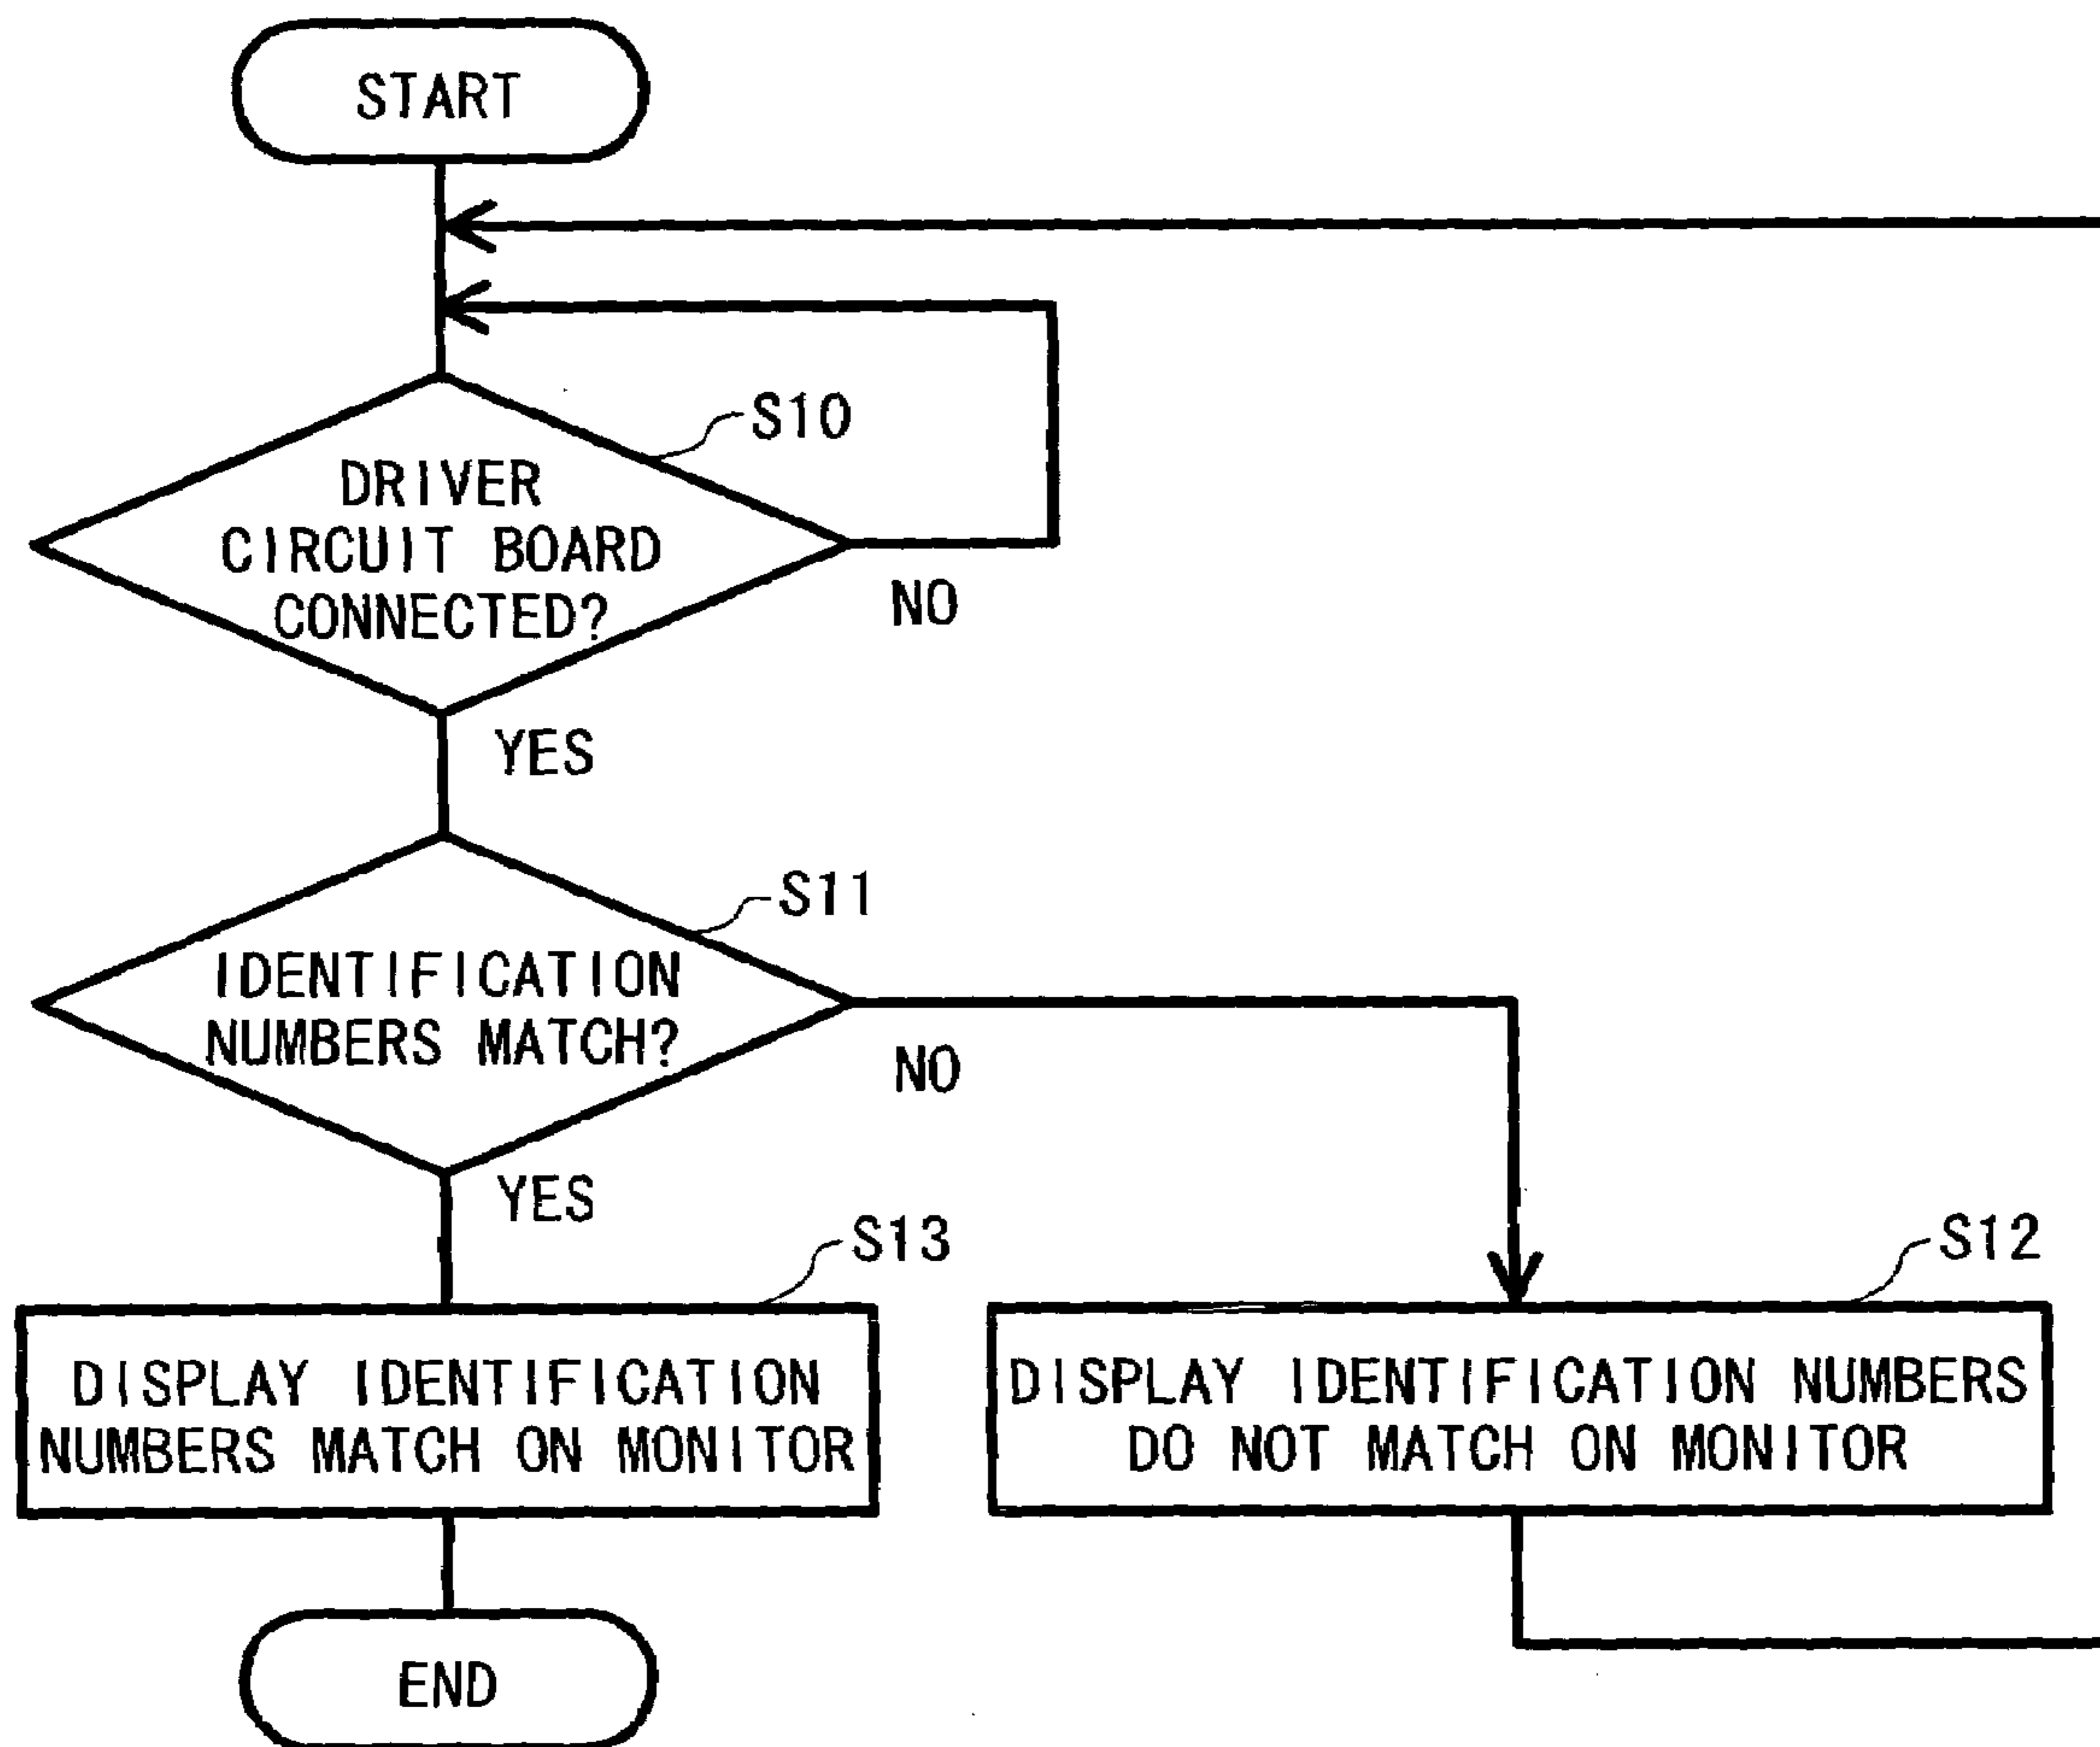 START
S10
DRIVER
CIRCUIT BOARD
CONNECTED?
NO
YES
S11
IDENTIFICATION
NUMBERS MATCH?
NO
YES
S13
S12
DISPLAY IDENTIFICATION
NUMBERS MATCH ON MONITOR
DISPLAY IDENTIFICATION NUMBERS
DO NOT MATCH ON MONITOR
END